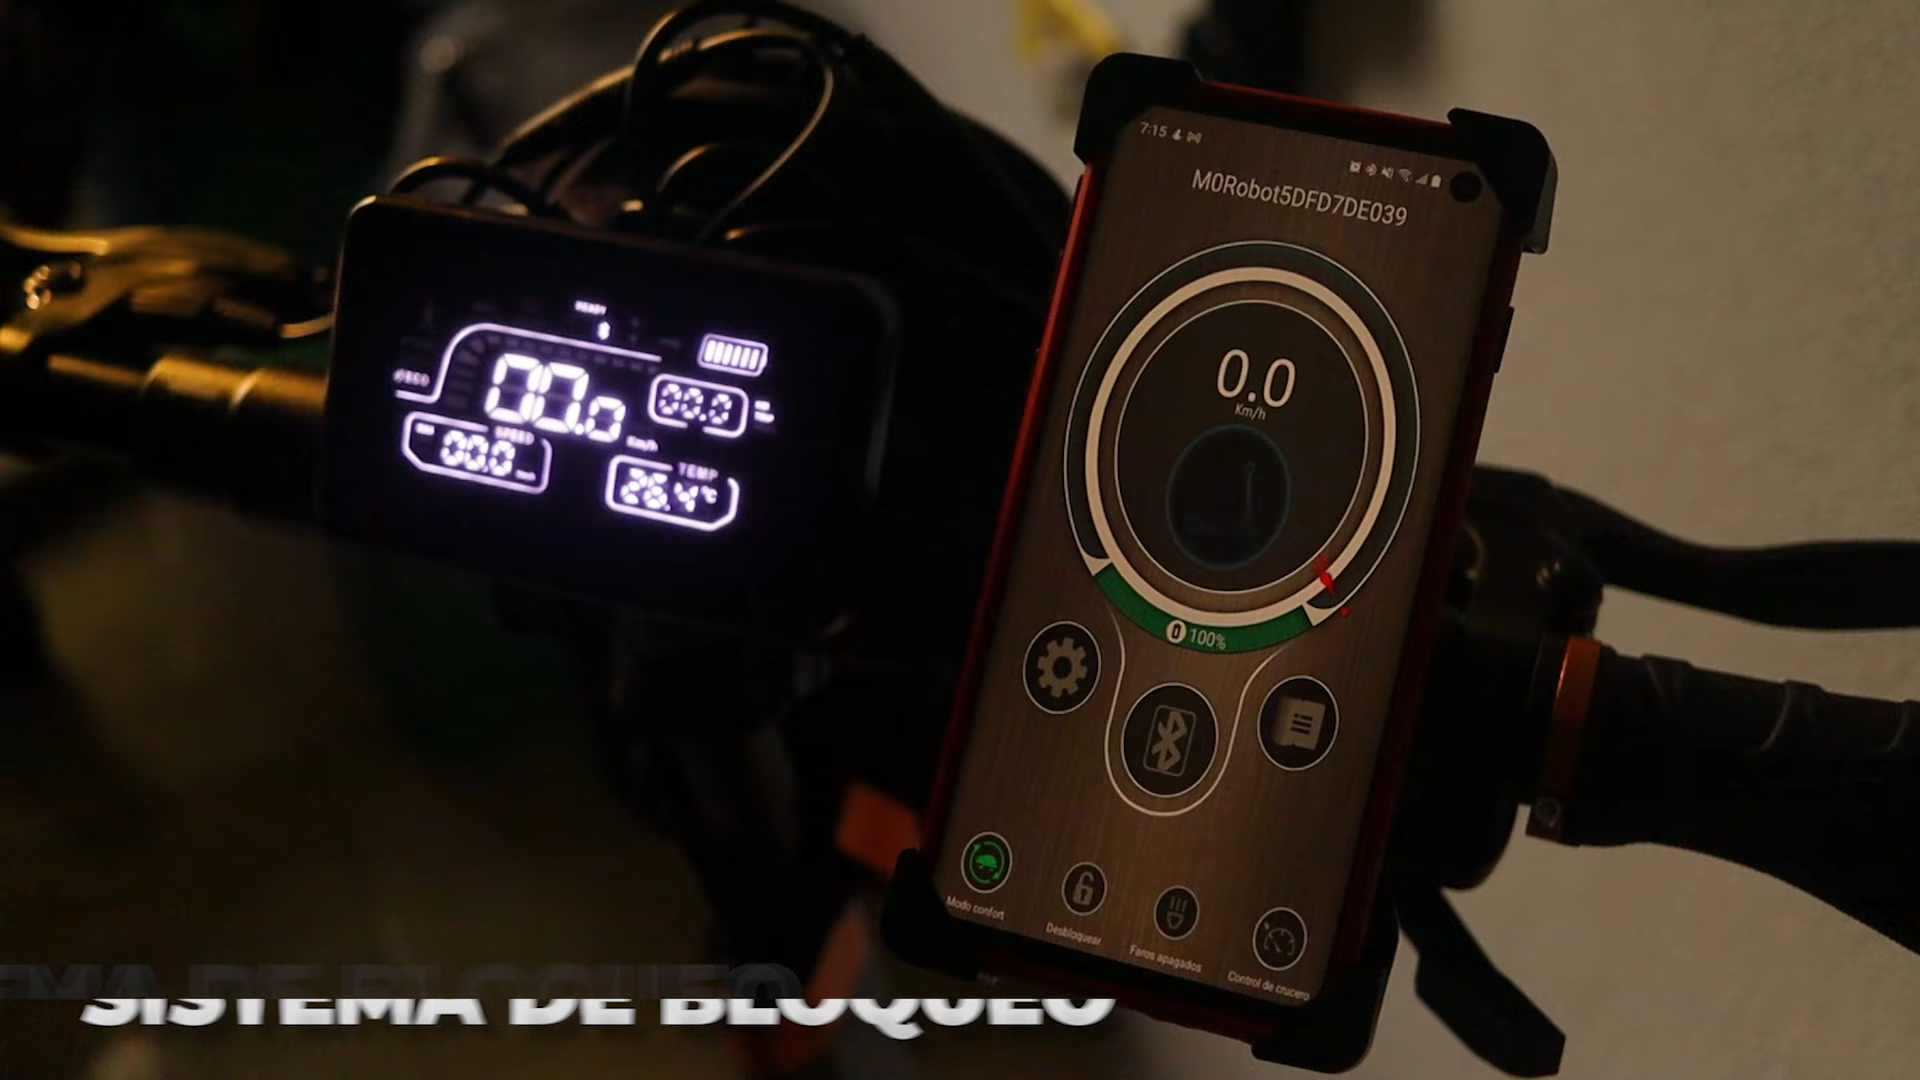 READY
00.0
Km/h
00.0
SPEED
00.0
TEMP
26.4°C
7:15
M0Robot5DFD7DE039
0.0
Km/h
100%
Modo confort
Desbloquear
Faros apagados
Control de crucero
SISTEMA DE BLOQUEO